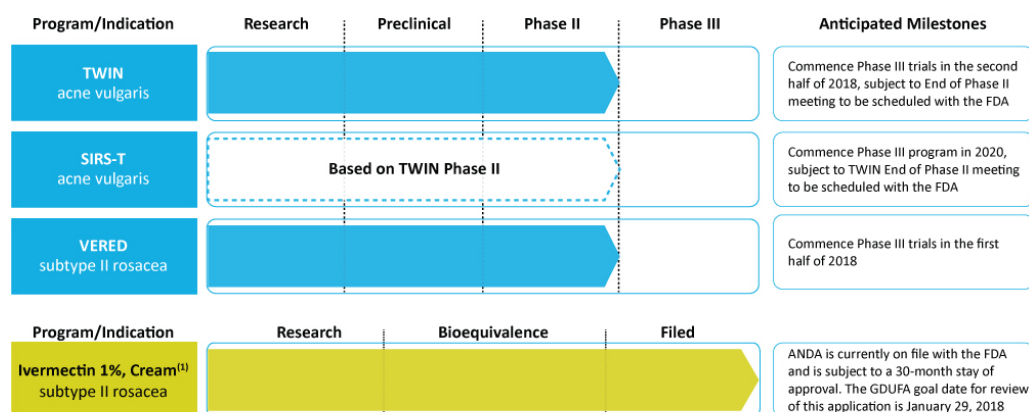 Program/Indication Research Preclinical Phase II Phase III Anticipated Milestones
TWIN
acne vulgaris
Commence Phase III trials in the second
half of 2018, subject to End of Phase II
meeting to be scheduled with the FDA
SIRS-T
acne vulgaris
Based on TWIN Phase II
Commence Phase III program in 2020,
subject to TWIN End of Phase II meeting
to be scheduled with the FDA
VERED
subtype II rosacea
Commence Phase III trials in the first
half of 2018
Program/Indication Research Bioequivalence Filed
Ivermectin 1%, Cream(1)
subtype II rosacea
ANDA is currently on file with the FDA
and is subject to a 30-month stay of
approval. The GDUFA goal date for review
of this application is January 29, 2018